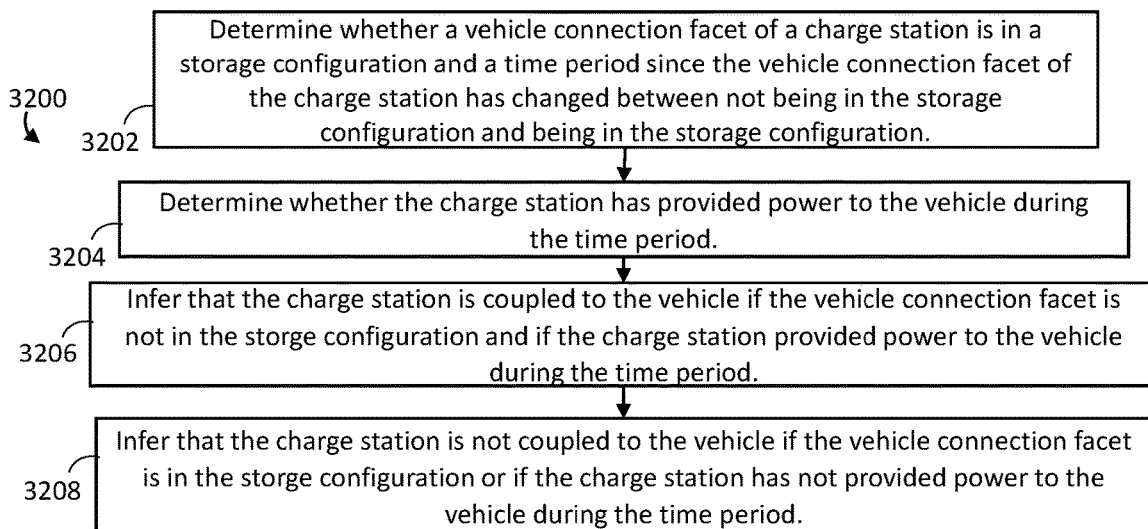 Determine whether a vehicle connection facet of a charge station is in a
storage configuration and a time period since the vehicle connection facet of
the charge station has changed between not being in the storage
configuration and being in the storage configuration.
3200
3202
Determine whether the charge station has provided power to the vehicle during
the time period.
3204
Infer that the charge station is coupled to the vehicle if the vehicle connection facet is
not in the storge configuration and if the charge station provided power to the vehicle
during the time period.
3206
Infer that the charge station is not coupled to the vehicle if the vehicle connection facet
is in the storge configuration or if the charge station has not provided power to the
vehicle during the time period.
3208